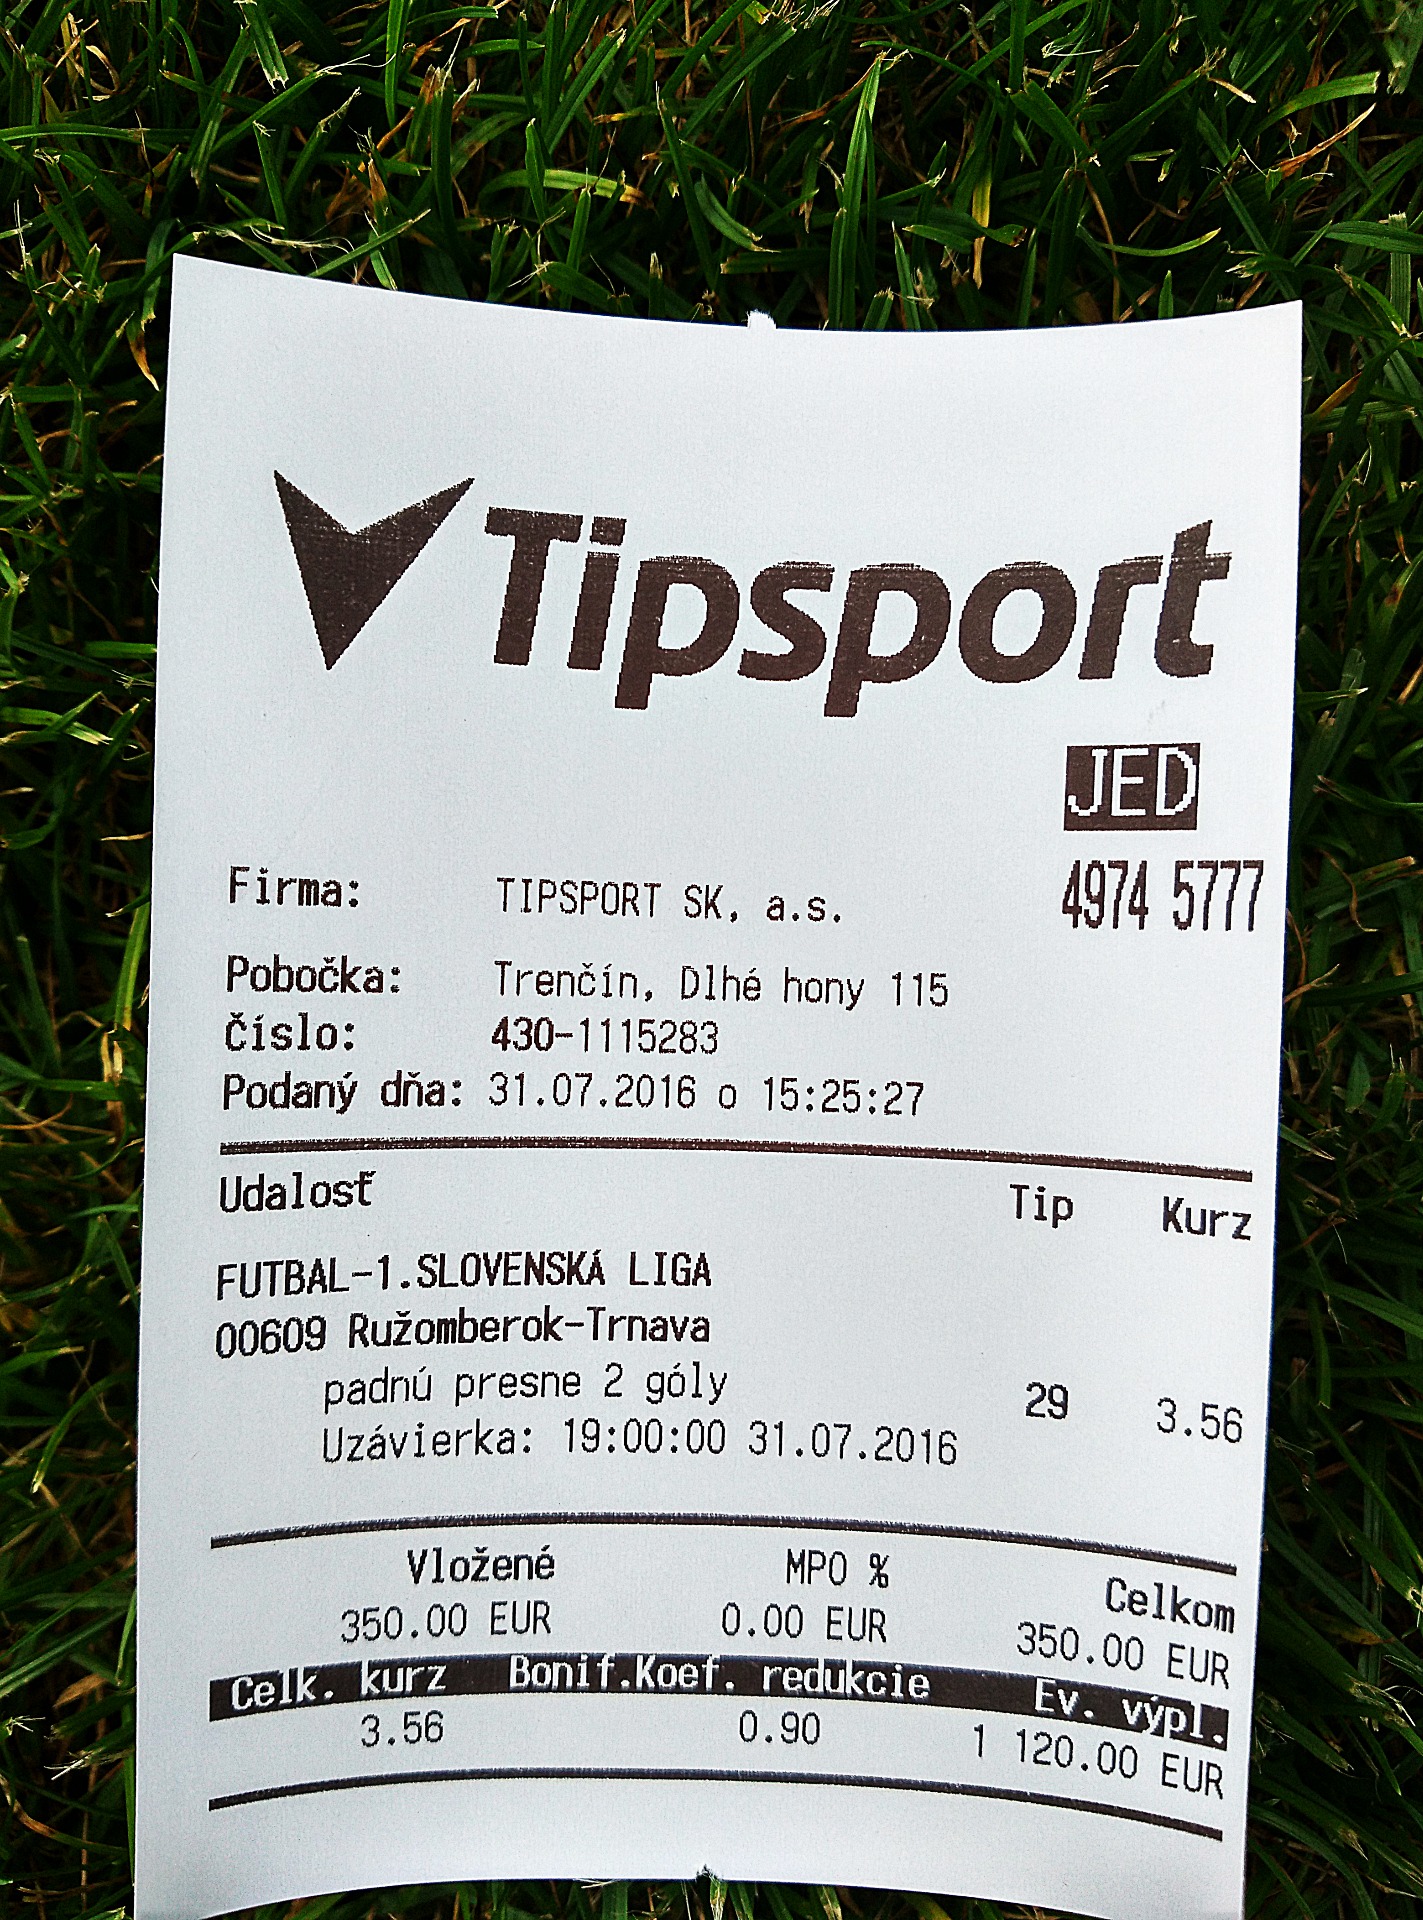 Tipsport
JED
4974 5777
Firma: TIPSPORT SK, a.s.
Pobočka: Trenčín, Dlhé hony 115
Číslo: 430-1115283
Podaný dňa: 31.07.2016 o 15:25:27
Udalosť Tip Kurz
FUTBAL-1.SLOVENSKÁ LIGA
00609 Ružomberok-Trnava
padnú presne 2 góly 29 3.56
Uzávierka: 19:00:00 31.07.2016
Vložené MPO % Celkom
350.00 EUR 0.00 EUR 350.00 EUR
Celk. kurz Bonif.Koef. redukcie Ev. výpl.
3.56 0.90 1 120.00 EUR